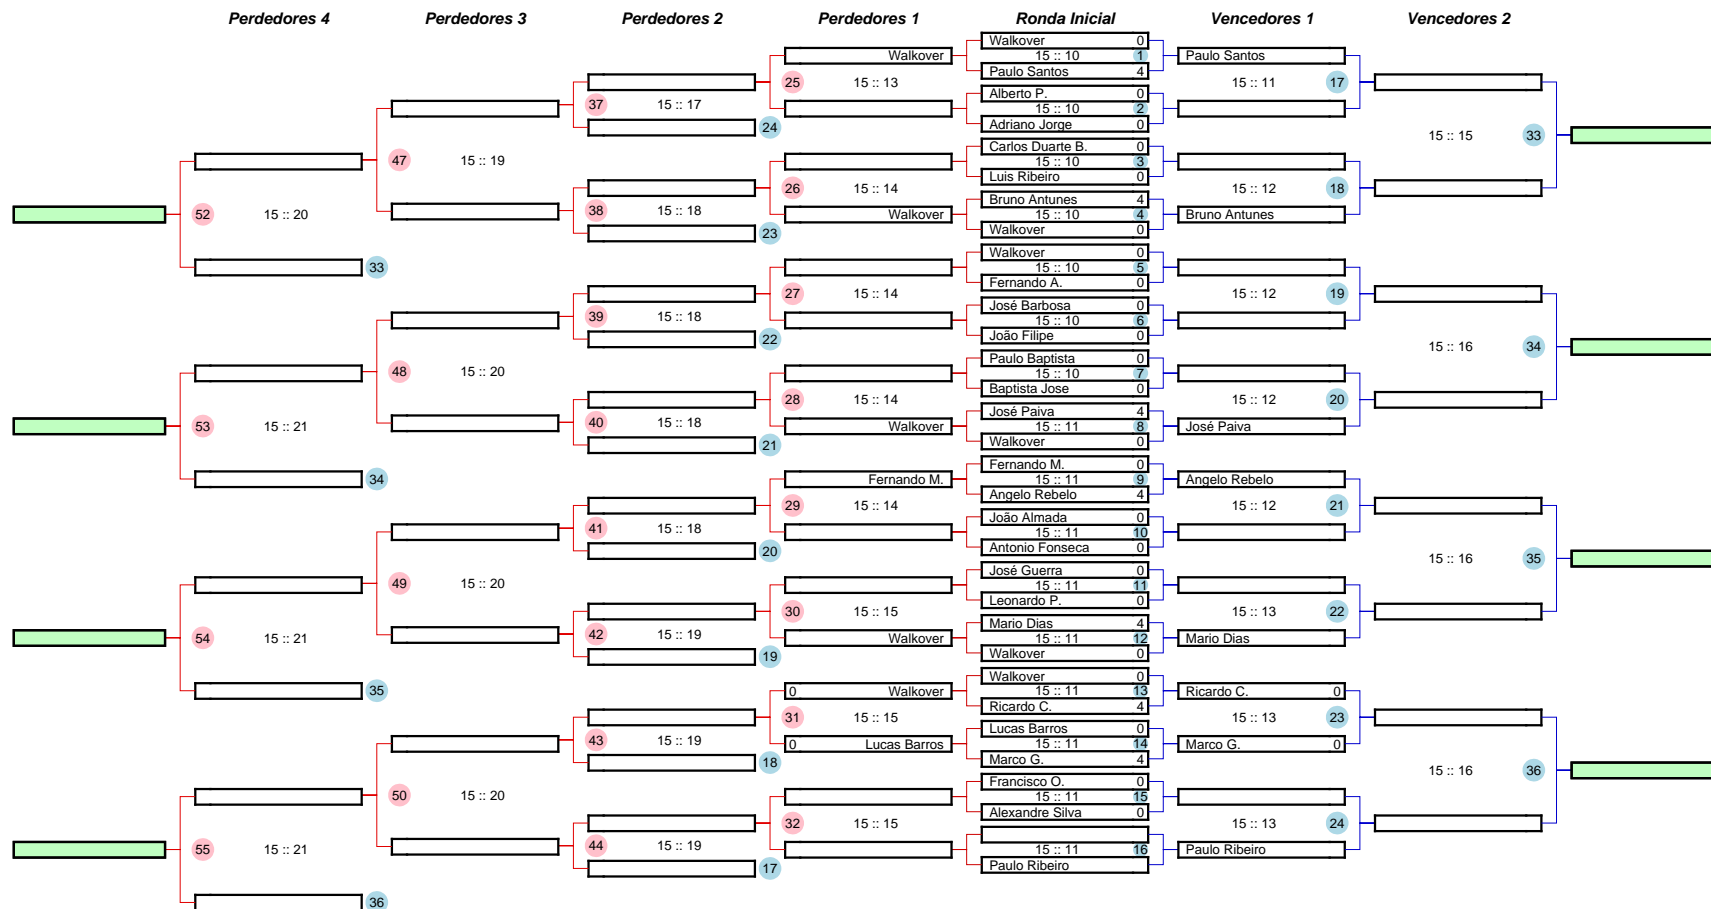 Perdedores 4 Perdedores 3 Perdedores 2 Perdedores 1 Ronda Inicial Vencedores 1 Vencedores 2
Walkover 0
Walkover 15 :: 10 1 Paulo Santos
Paulo Santos 4
25 15 :: 13 15 :: 11 17
Alberto P. 0
37 15 :: 17 15 :: 10 2
24 Adriano Jorge 0
15 :: 15 33
Carlos Duarte B. 0
47 15 :: 19 15 :: 10 3
Luis Ribeiro 0
26 15 :: 14 15 :: 12 18
Bruno Antunes 4
52 15 :: 20 38 15 :: 18 Walkover 15 :: 10 4 Bruno Antunes
23 Walkover 0
Walkover 0
33 15 :: 10 5
Fernando A. 0
27 15 :: 14 15 :: 12 19
José Barbosa 0
39 15 :: 18 15 :: 10 6
22 João Filipe 0
15 :: 16 34
Paulo Baptista 0
48 15 :: 20 15 :: 10 7
Baptista Jose 0
28 15 :: 14 15 :: 12 20
José Paiva 4
53 15 :: 21 40 15 :: 18 Walkover 15 :: 11 8 José Paiva
21 Walkover 0
Fernando M. 0
34 Fernando M. 15 :: 11 9 Angelo Rebelo
Angelo Rebelo 4
29 15 :: 14 15 :: 12 21
João Almada 0
41 15 :: 18 15 :: 11 10
20 Antonio Fonseca 0
15 :: 16 35
José Guerra 0
49 15 :: 20 15 :: 11 11
Leonardo P. 0
30 15 :: 15 15 :: 13 22
Mario Dias 4
54 15 :: 21 42 15 :: 19 Walkover 15 :: 11 12 Mario Dias
19 Walkover 0
Walkover 0
35 0 Walkover 15 :: 11 13 Ricardo C. 0
Ricardo C. 4
31 15 :: 15 15 :: 13 23
Lucas Barros 0
43 15 :: 19 0 Lucas Barros 15 :: 11 14 Marco G. 0
18 Marco G. 4
15 :: 16 36
Francisco O. 0
50 15 :: 20 15 :: 11 15
Alexandre Silva 0
32 15 :: 15 15 :: 13 24
55 15 :: 21 44 15 :: 19 15 :: 11 16 Paulo Ribeiro
17 Paulo Ribeiro
36